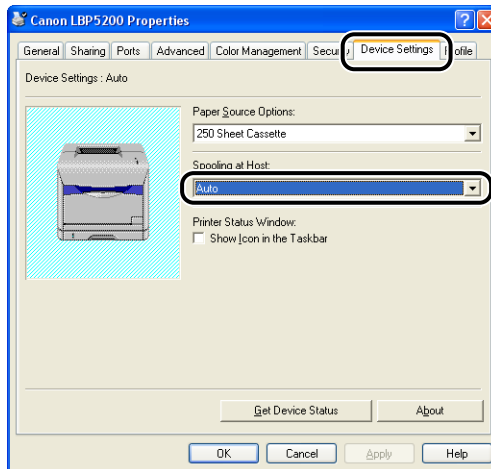 Canon LBP5200 Properties
General Sharing Ports Advanced Color Management Device Settings
Device Settings : Auto
Paper Source Options:
250 Sheet Cassette
Spooling at Host:
Auto
Printer Status Window:
Show Icon in the Taskbar
Get Device Status About
OK Cancel Apply Help